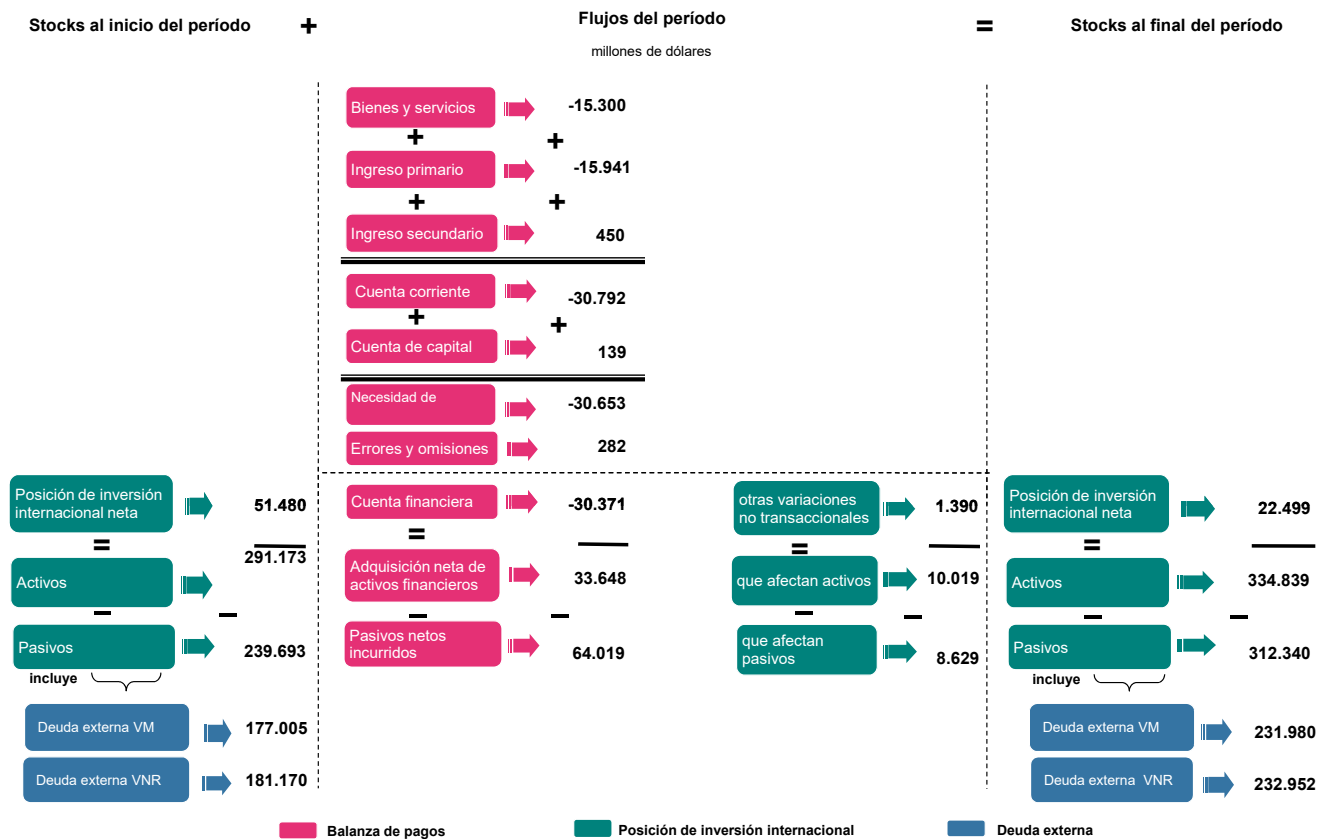 Stocks al inicio del período + Flujos del período = Stocks al final del período
millones de dólares
Bienes y servicios -15.300
+ +
Ingreso primario -15.941
+ +
Ingreso secundario 450
Cuenta corriente -30.792
+ +
Cuenta de capital 139
Necesidad de -30.653
Errores y omisiones 282
Posición de inversión
internacional neta 51.480
=
291.173
Activos
− −
Pasivos 239.693
incluye
Deuda externa VM 177.005
Deuda externa VNR 181.170
Cuenta financiera -30.371
=
Adquisición neta de
activos financieros 33.648
− −
Pasivos netos
incurridos 64.019
otras variaciones
no transaccionales 1.390
=
que afectan activos 10.019
− −
que afectan
pasivos 8.629
Posición de inversión
internacional neta 22.499
=
Activos 334.839
− −
Pasivos 312.340
incluye
Deuda externa VM 231.980
Deuda externa VNR 232.952
Balanza de pagos Posición de inversión internacional Deuda externa